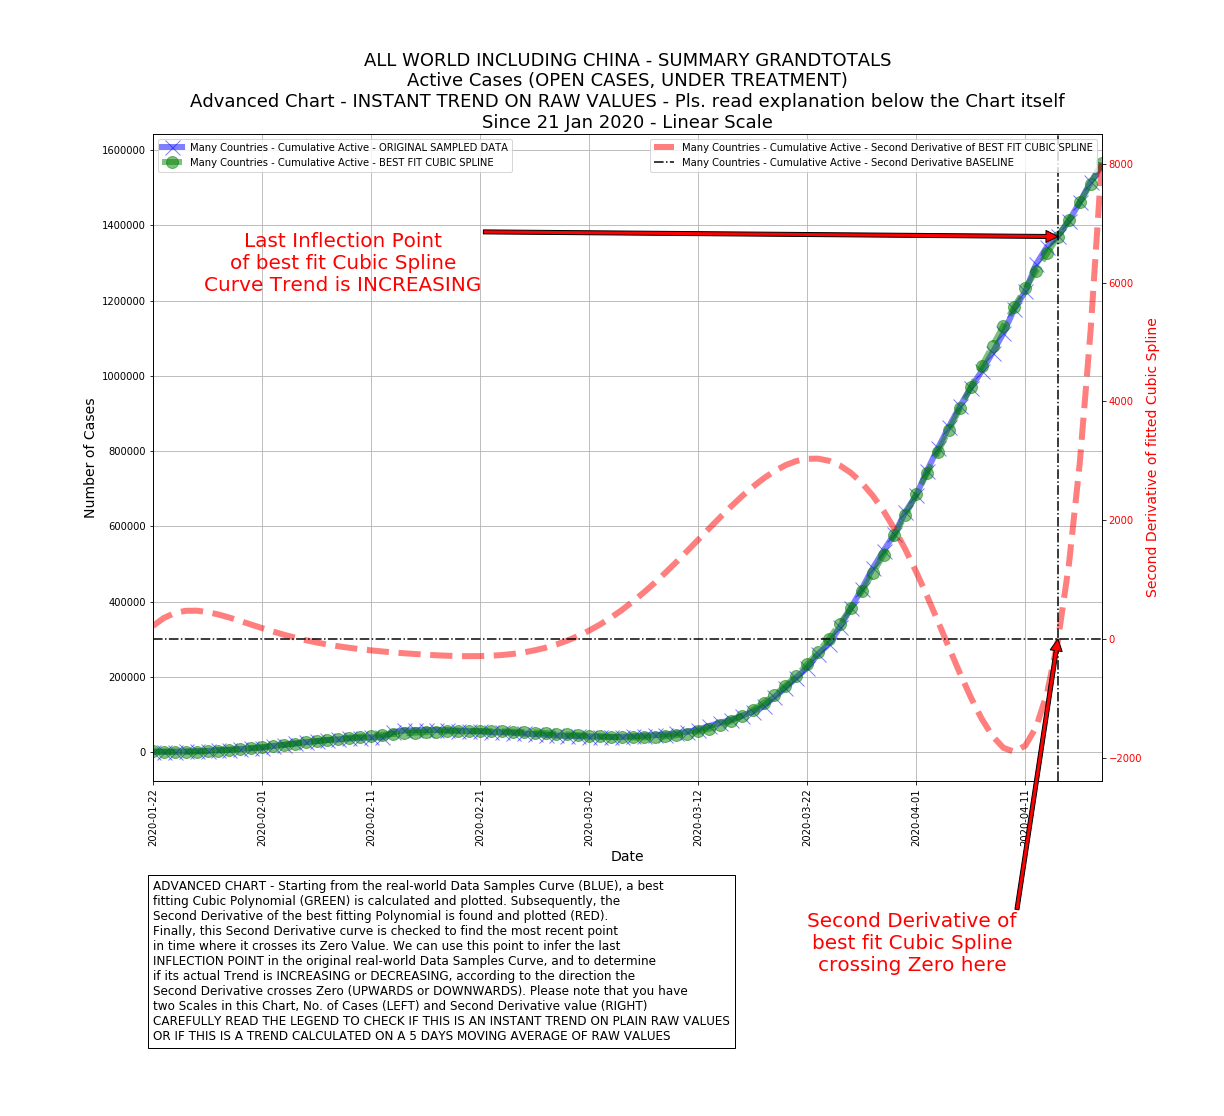 ALL WORLD INCLUDING CHINA - SUMMARY GRANDTOTALS
Active Cases (OPEN CASES, UNDER TREATMENT)
Advanced Chart - INSTANT TREND ON RAW VALUES - Pls. read explanation below the Chart itself
Since 21 Jan 2020 - Linear Scale
Many Countries - Cumulative Active - ORIGINAL SAMPLED DATA
Many Countries - Cumulative Active - BEST FIT CUBIC SPLINE
Many Countries - Cumulative Active - Second Derivative of BEST FIT CUBIC SPLINE
Many Countries - Cumulative Active - Second Derivative BASELINE
Last Inflection Point
of best fit Cubic Spline
Curve Trend is INCREASING
Number of Cases
1600000
1400000
1200000
1000000
800000
600000
400000
200000
0
8000
6000
4000
2000
0
−2000
Second Derivative of fitted Cubic Spline
2020-01-22
2020-02-01
2020-02-11
2020-02-21
2020-03-02
2020-03-12
2020-03-22
2020-04-01
2020-04-11
Date
ADVANCED CHART - Starting from the real-world Data Samples Curve (BLUE), a best
fitting Cubic Polynomial (GREEN) is calculated and plotted. Subsequently, the
Second Derivative of the best fitting Polynomial is found and plotted (RED).
Finally, this Second Derivative curve is checked to find the most recent point
in time where it crosses its Zero Value. We can use this point to infer the last
INFLECTION POINT in the original real-world Data Samples Curve, and to determine
if its actual Trend is INCREASING or DECREASING, according to the direction the
Second Derivative crosses Zero (UPWARDS or DOWNWARDS). Please note that you have
two Scales in this Chart, No. of Cases (LEFT) and Second Derivative value (RIGHT)
CAREFULLY READ THE LEGEND TO CHECK IF THIS IS AN INSTANT TREND ON PLAIN RAW VALUES
OR IF THIS IS A TREND CALCULATED ON A 5 DAYS MOVING AVERAGE OF RAW VALUES
Second Derivative of
best fit Cubic Spline
crossing Zero here